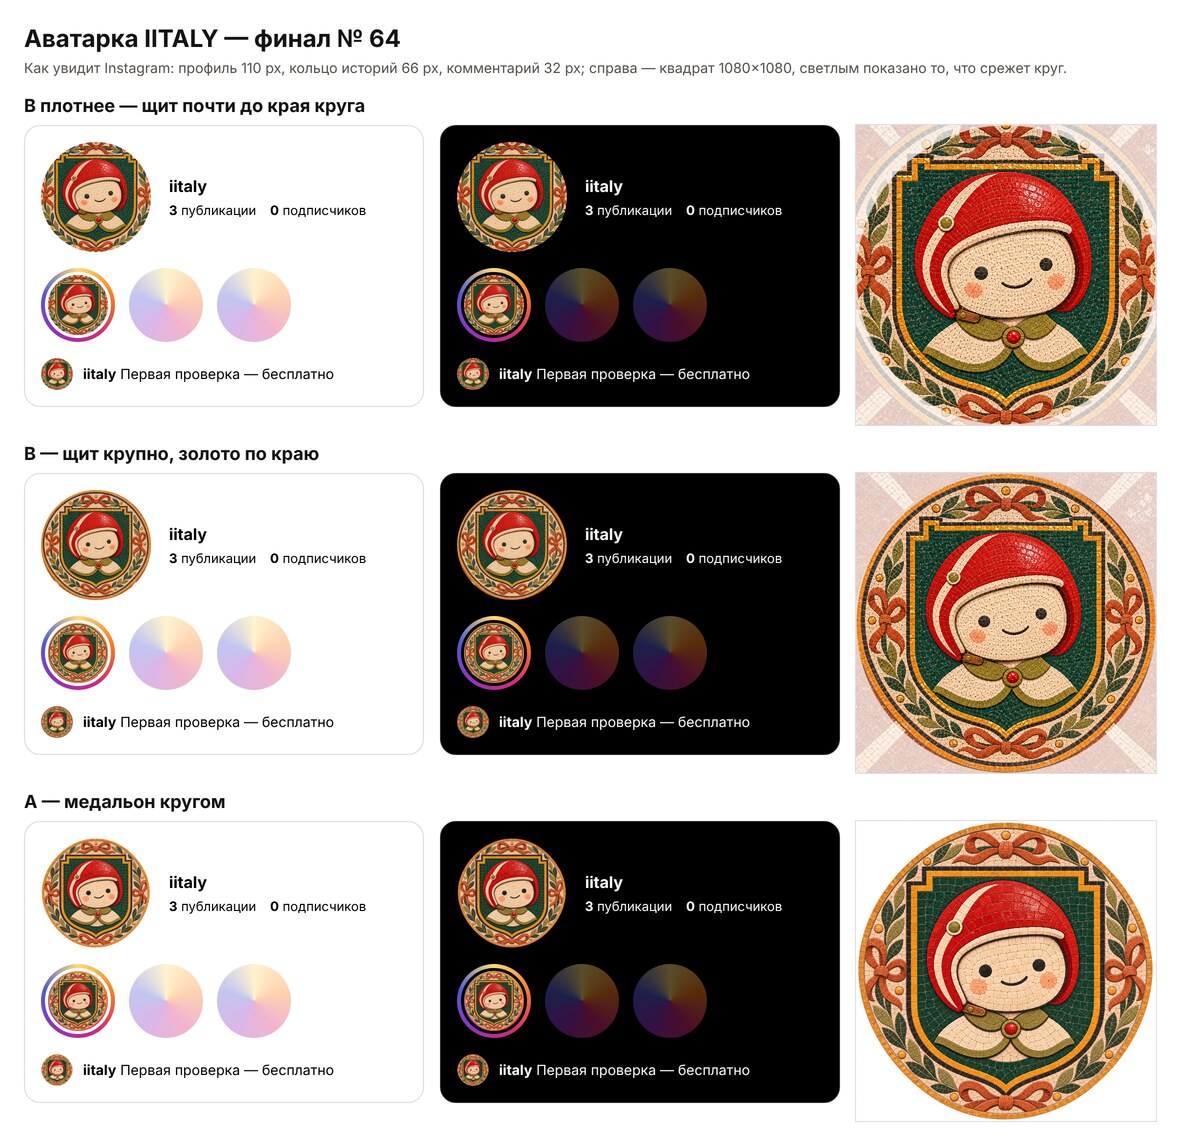 Аватарка IITALY — финал № 64
Как увидит Instagram: профиль 110 px, кольцо историй 66 px, комментарий 32 px; справа — квадрат 1080×1080, светлым показано то, что срежет круг.
В плотнее — щит почти до края круга
iitaly
3 публикации 0 подписчиков
iitaly Первая проверка — бесплатно
iitaly
3 публикации 0 подписчиков
iitaly Первая проверка — бесплатно
В — щит крупно, золото по краю
iitaly
3 публикации 0 подписчиков
iitaly Первая проверка — бесплатно
iitaly
3 публикации 0 подписчиков
iitaly Первая проверка — бесплатно
А — медальон кругом
iitaly
3 публикации 0 подписчиков
iitaly Первая проверка — бесплатно
iitaly
3 публикации 0 подписчиков
iitaly Первая проверка — бесплатно